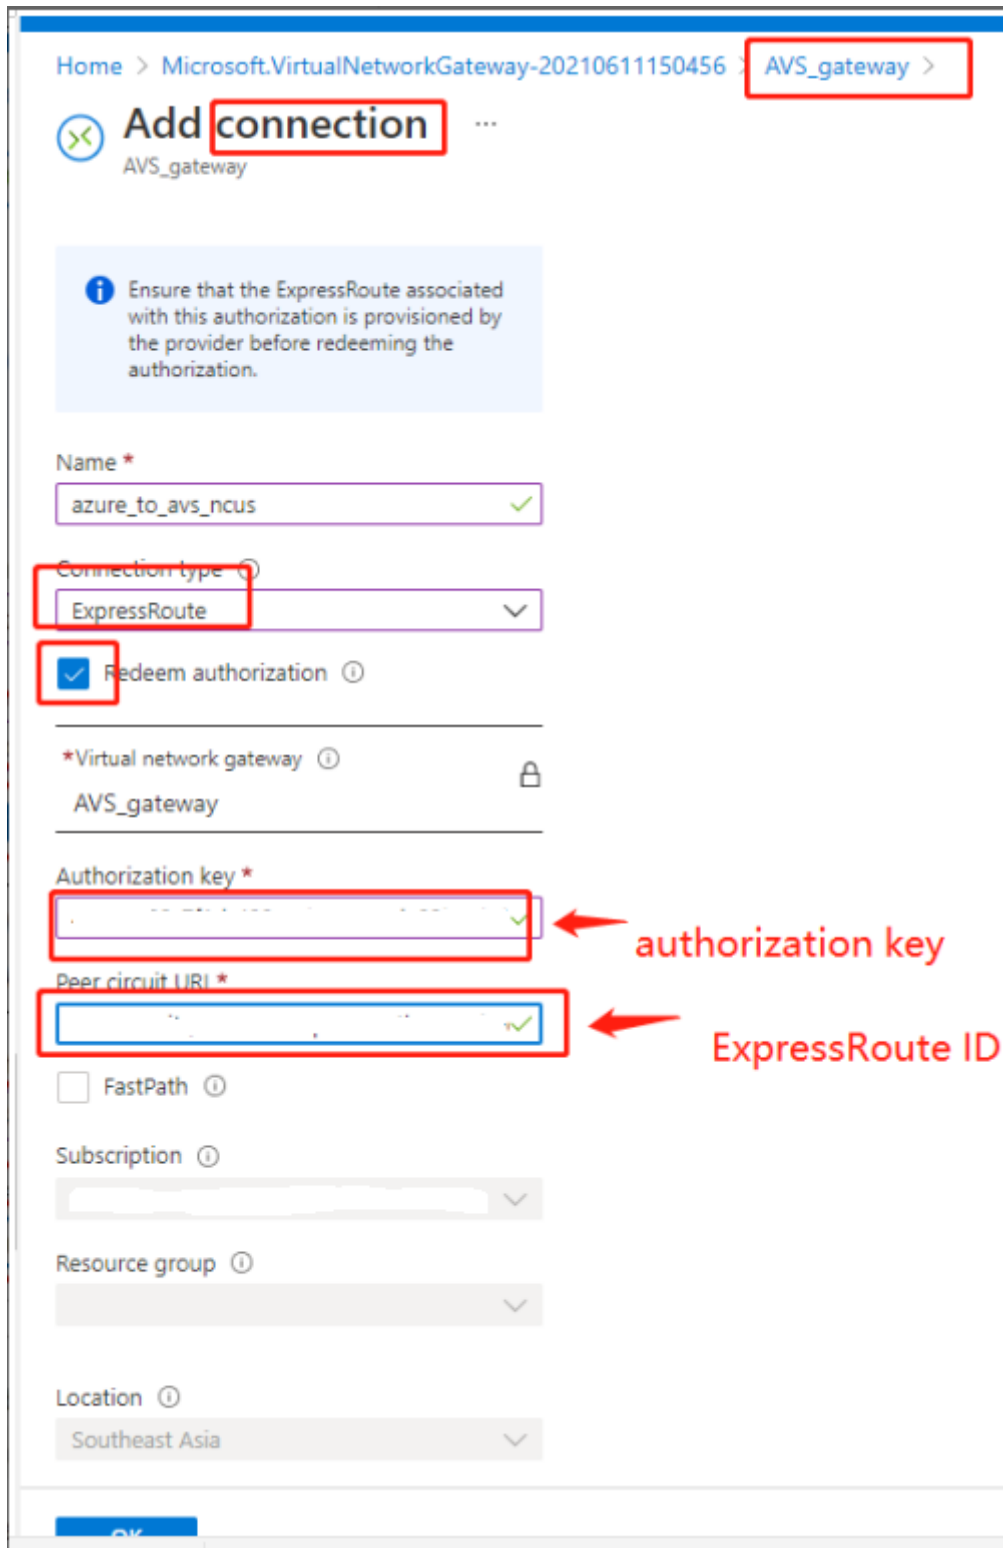 Home > Microsoft.VirtualNetworkGateway-20210611150456 > AVS_gateway >
Add connection ...
AVS_gateway
Ensure that the ExpressRoute associated
with this authorization is provisioned by
the provider before redeeming the
authorization.
Name *
azure_to_avs_ncus
Connection type
ExpressRoute
Redeem authorization
*Virtual network gateway
AVS_gateway
Authorization key *
authorization key
Peer circuit URI *
ExpressRoute ID
FastPath
Subscription
Resource group
Location
Southeast Asia
OK